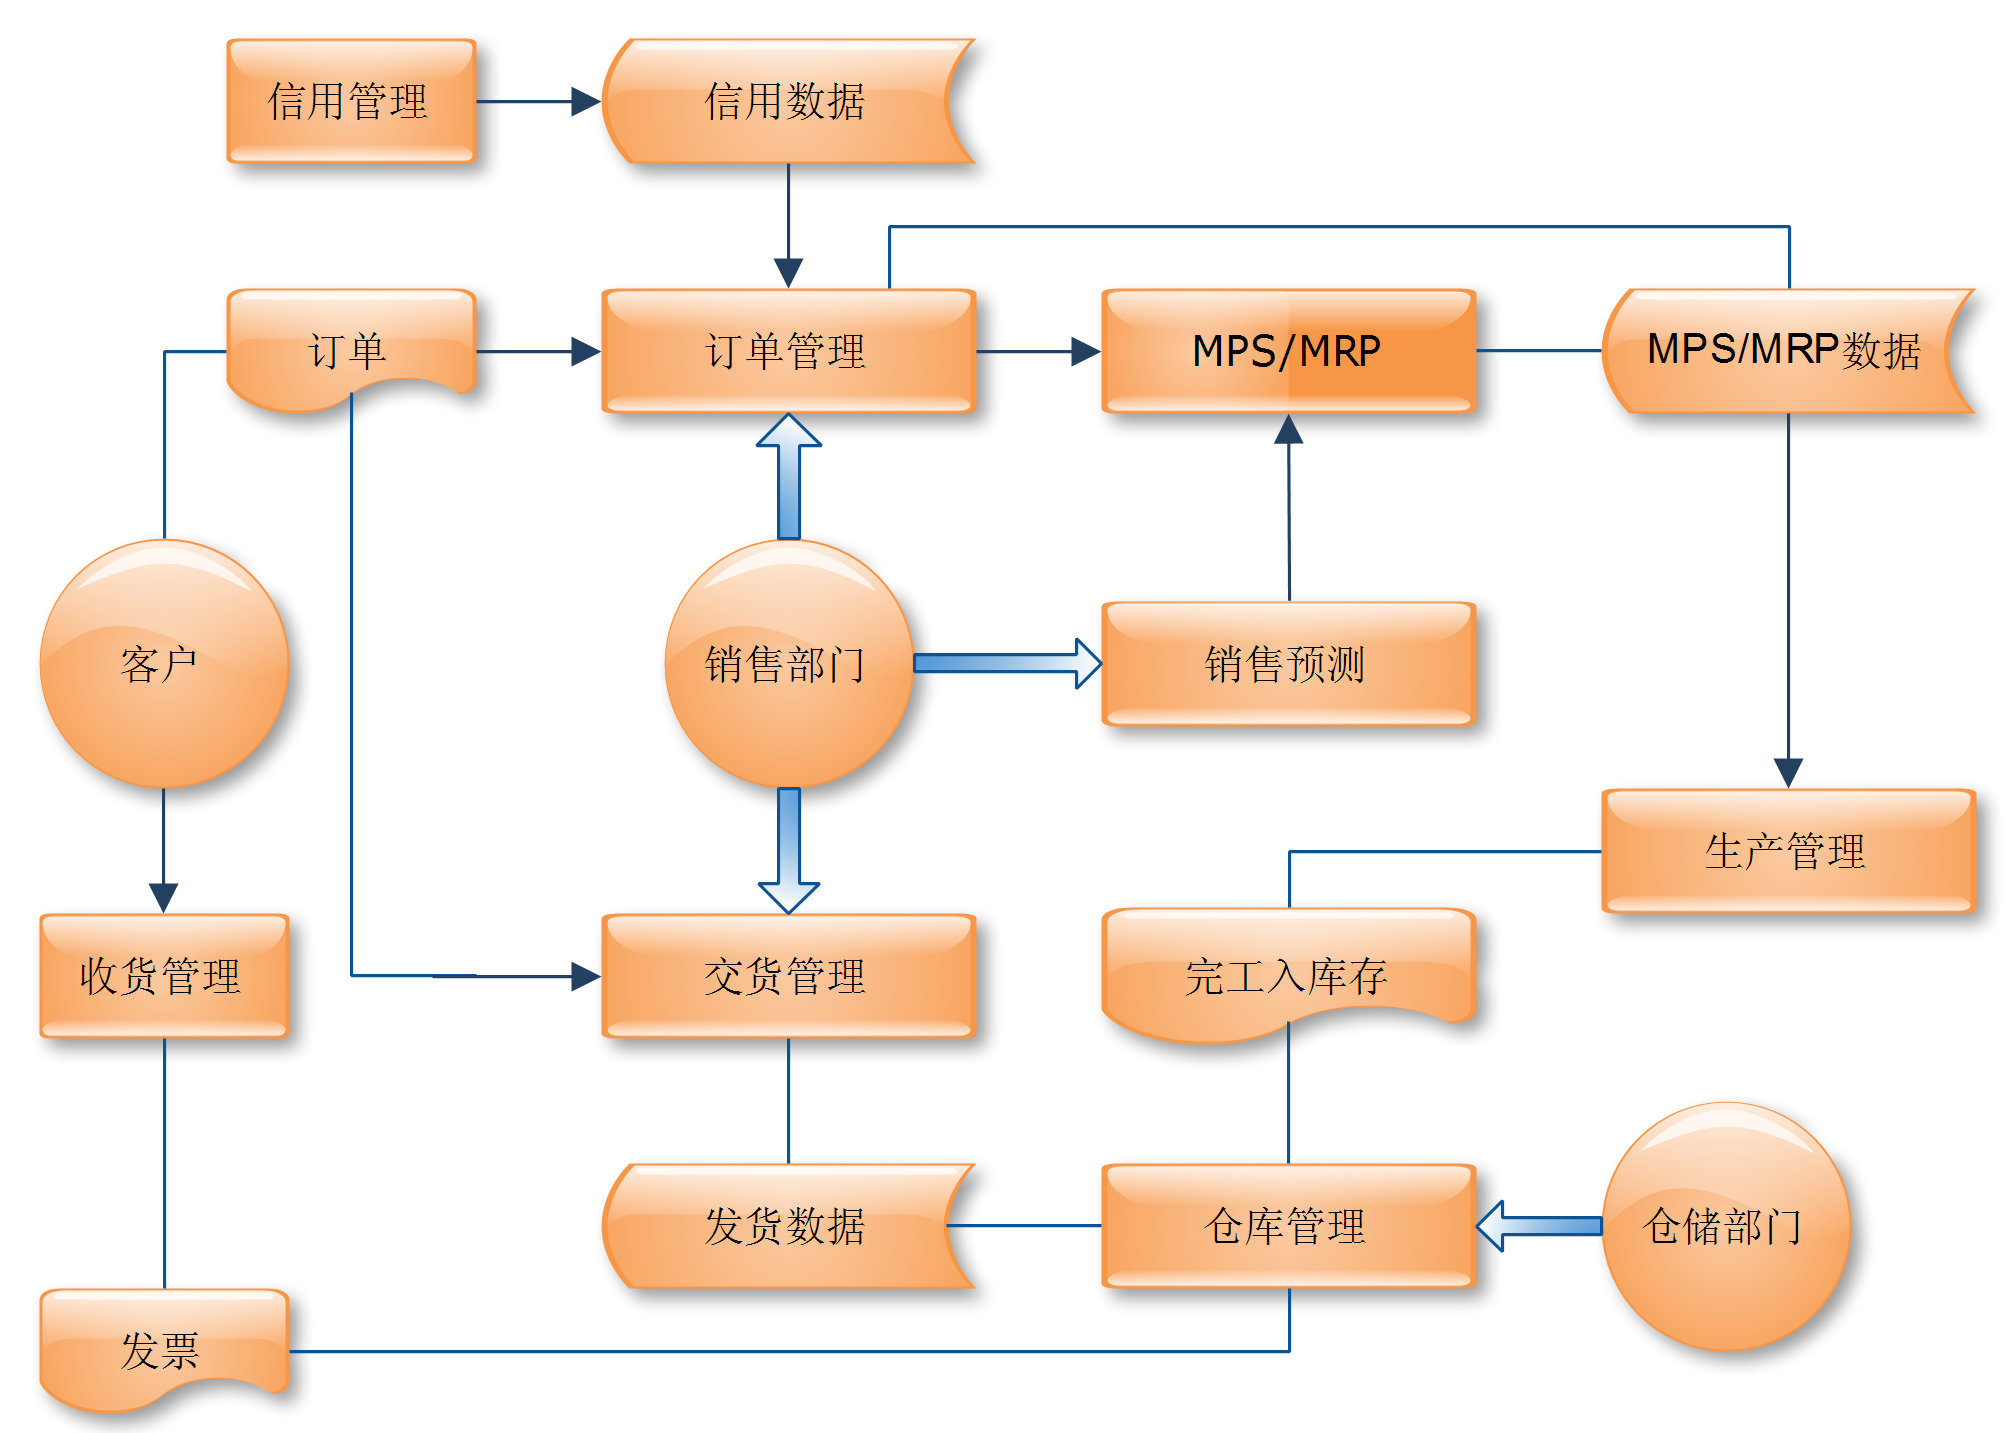 信用管理
信用数据
订单
订单管理
MPS/MRP
MPS/MRP数据
客户
销售部门
销售预测
生产管理
收货管理
交货管理
完工入库存
发货数据
仓库管理
仓储部门
发票